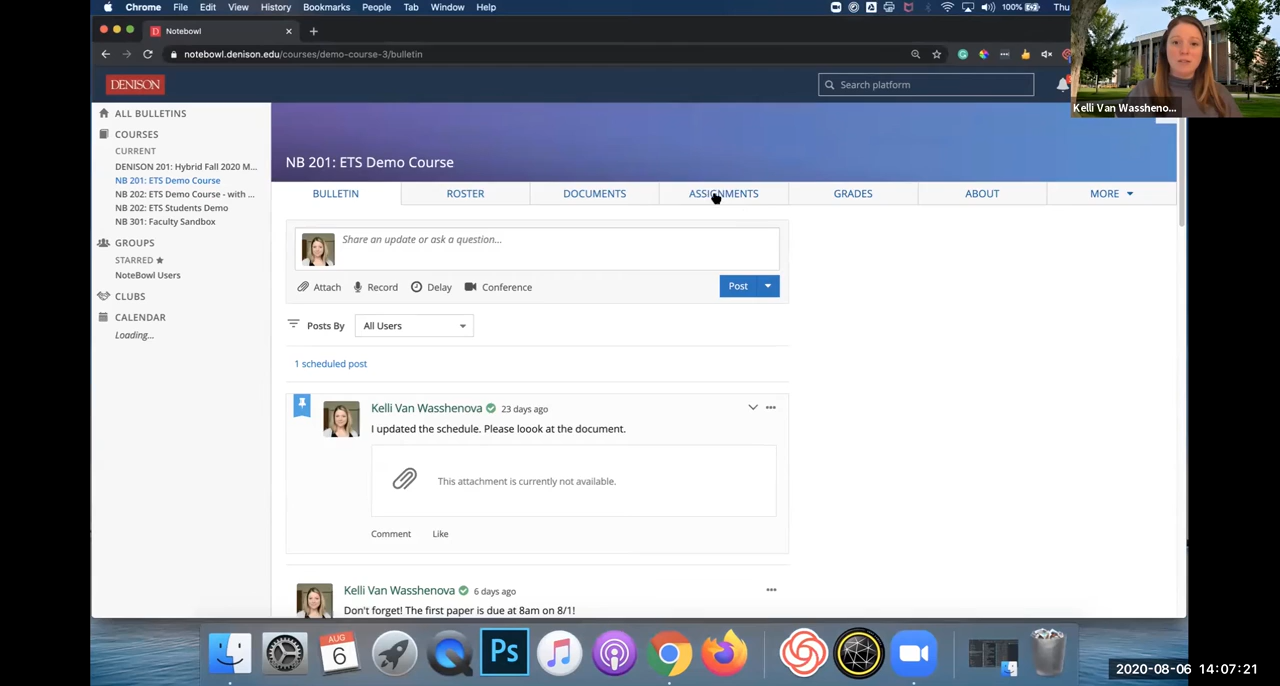 Chrome File Edit View History Bookmarks People Tab Window Help 100% Thu
Notebowl
notebowl.denison.edu/courses/demo-course-3/bulletin
DENISON
Search platform
Kelli Van Wassheno...
ALL BULLETINS
COURSES
CURRENT
DENISON 201: Hybrid Fall 2020 M...
NB 201: ETS Demo Course
NB 202: ETS Demo Course - with ...
NB 202: ETS Students Demo
NB 301: Faculty Sandbox
GROUPS
STARRED
NoteBowl Users
CLUBS
CALENDAR
Loading...
NB 201: ETS Demo Course
BULLETIN ROSTER DOCUMENTS ASSIGNMENTS GRADES ABOUT MORE
Share an update or ask a question...
Attach Record Delay Conference Post
Posts By All Users
1 scheduled post
Kelli Van Wasshenova 23 days ago
I updated the schedule. Please loook at the document.
This attachment is currently not available.
Comment Like
Kelli Van Wasshenova 6 days ago
Don't forget! The first paper is due at 8am on 8/1!
AUG
6
Ps
2020-08-06 14:07:21